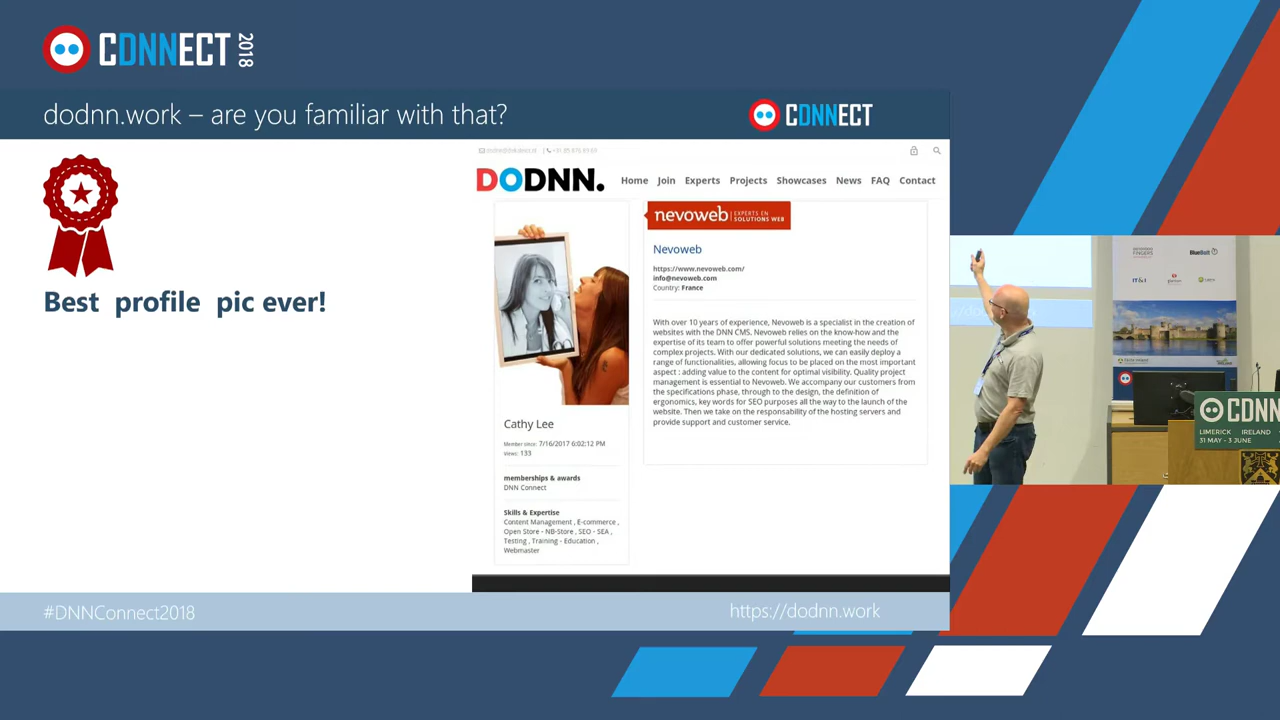 CDNNECT 2018
dodnn.work – are you familiar with that?
CDNNECT
DODNN.
Home Join Experts Projects Showcases News FAQ Contact
Best profile pic ever!
nevoweb EXPERTS EN SOLUTIONS WEB
Nevoweb
https://www.nevoweb.com/
info@nevoweb.com
Country: France
With over 10 years of experience, Nevoweb is a specialist in the creation of
websites with the DNN CMS. Nevoweb relies on the know-how and the
expertise of its team to offer powerful solutions meeting the needs of
complex projects. With our dedicated solutions, we can easily deploy a
range of functionalities, allowing focus to be placed on the most important
aspect : adding value to the content for optimal visibility. Quality project
management is essential to Nevoweb. We accompany our customers from
the specifications phase, through to the design, the definition of
ergonomics, key words for SEO purposes all the way to the launch of the
website. Then we take on the responsability of the hosting servers and
provide support and customer service.
Cathy Lee
Member since: 7/16/2017 6:02:12 PM
Views: 133
memberships & awards
DNN Connect
Skills & Expertise
Content Management , E-commerce ,
Open Store - NB-Store , SEO - SEA ,
Testing , Training - Education ,
Webmaster
#DNNConnect2018
https://dodnn.work
BlueBolt
CDNN
LIMERICK IRELAND
31 MAY - 3 JUNE